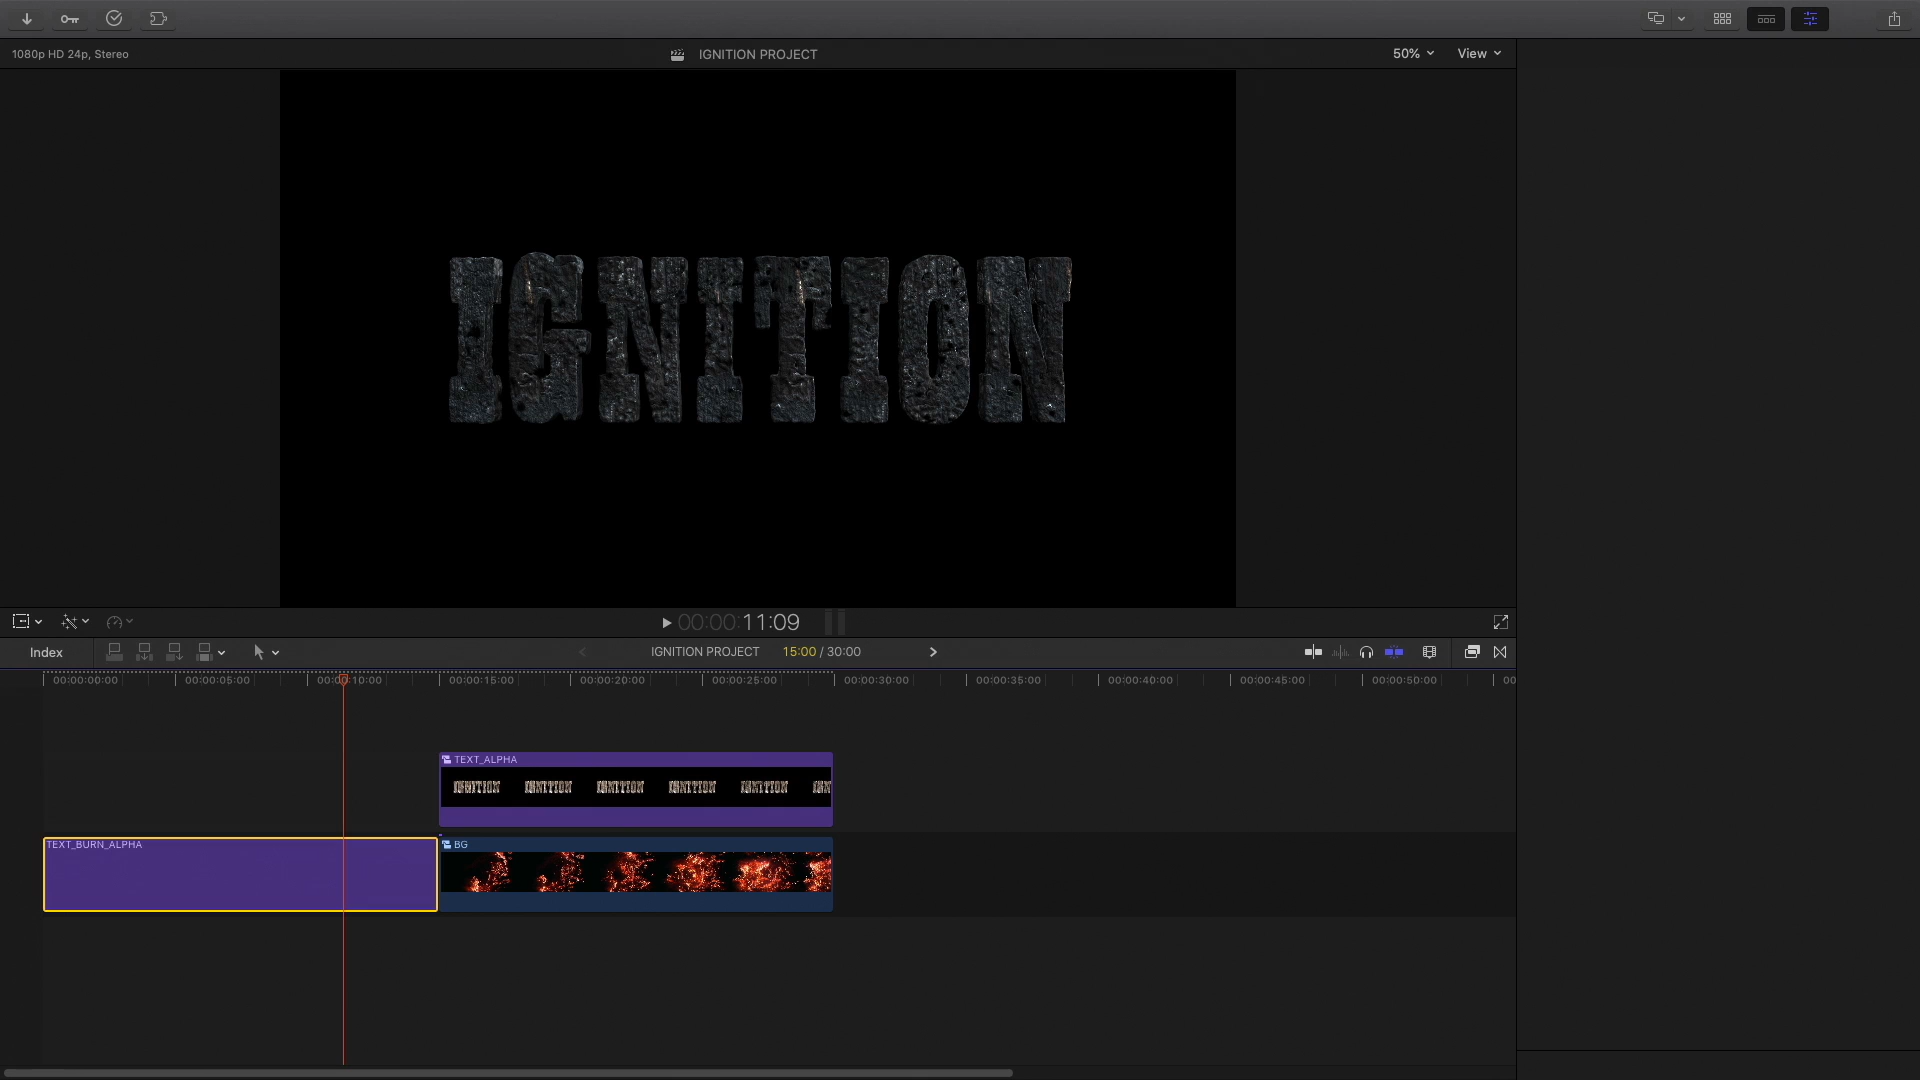 1080p HD 24p, Stereo
IGNITION PROJECT
50%
View
IGNITION
00:00:11:09
Index
IGNITION PROJECT
15:00 / 30:00
00:00:00:00
00:00:05:00
00:00:10:00
00:00:15:00
00:00:20:00
00:00:25:00
00:00:30:00
00:00:35:00
00:00:40:00
00:00:45:00
00:00:50:00
00
TEXT_ALPHA
IGNITION IGNITION IGNITION IGNITION IGNITION IGN
TEXT_BURN_ALPHA
BG